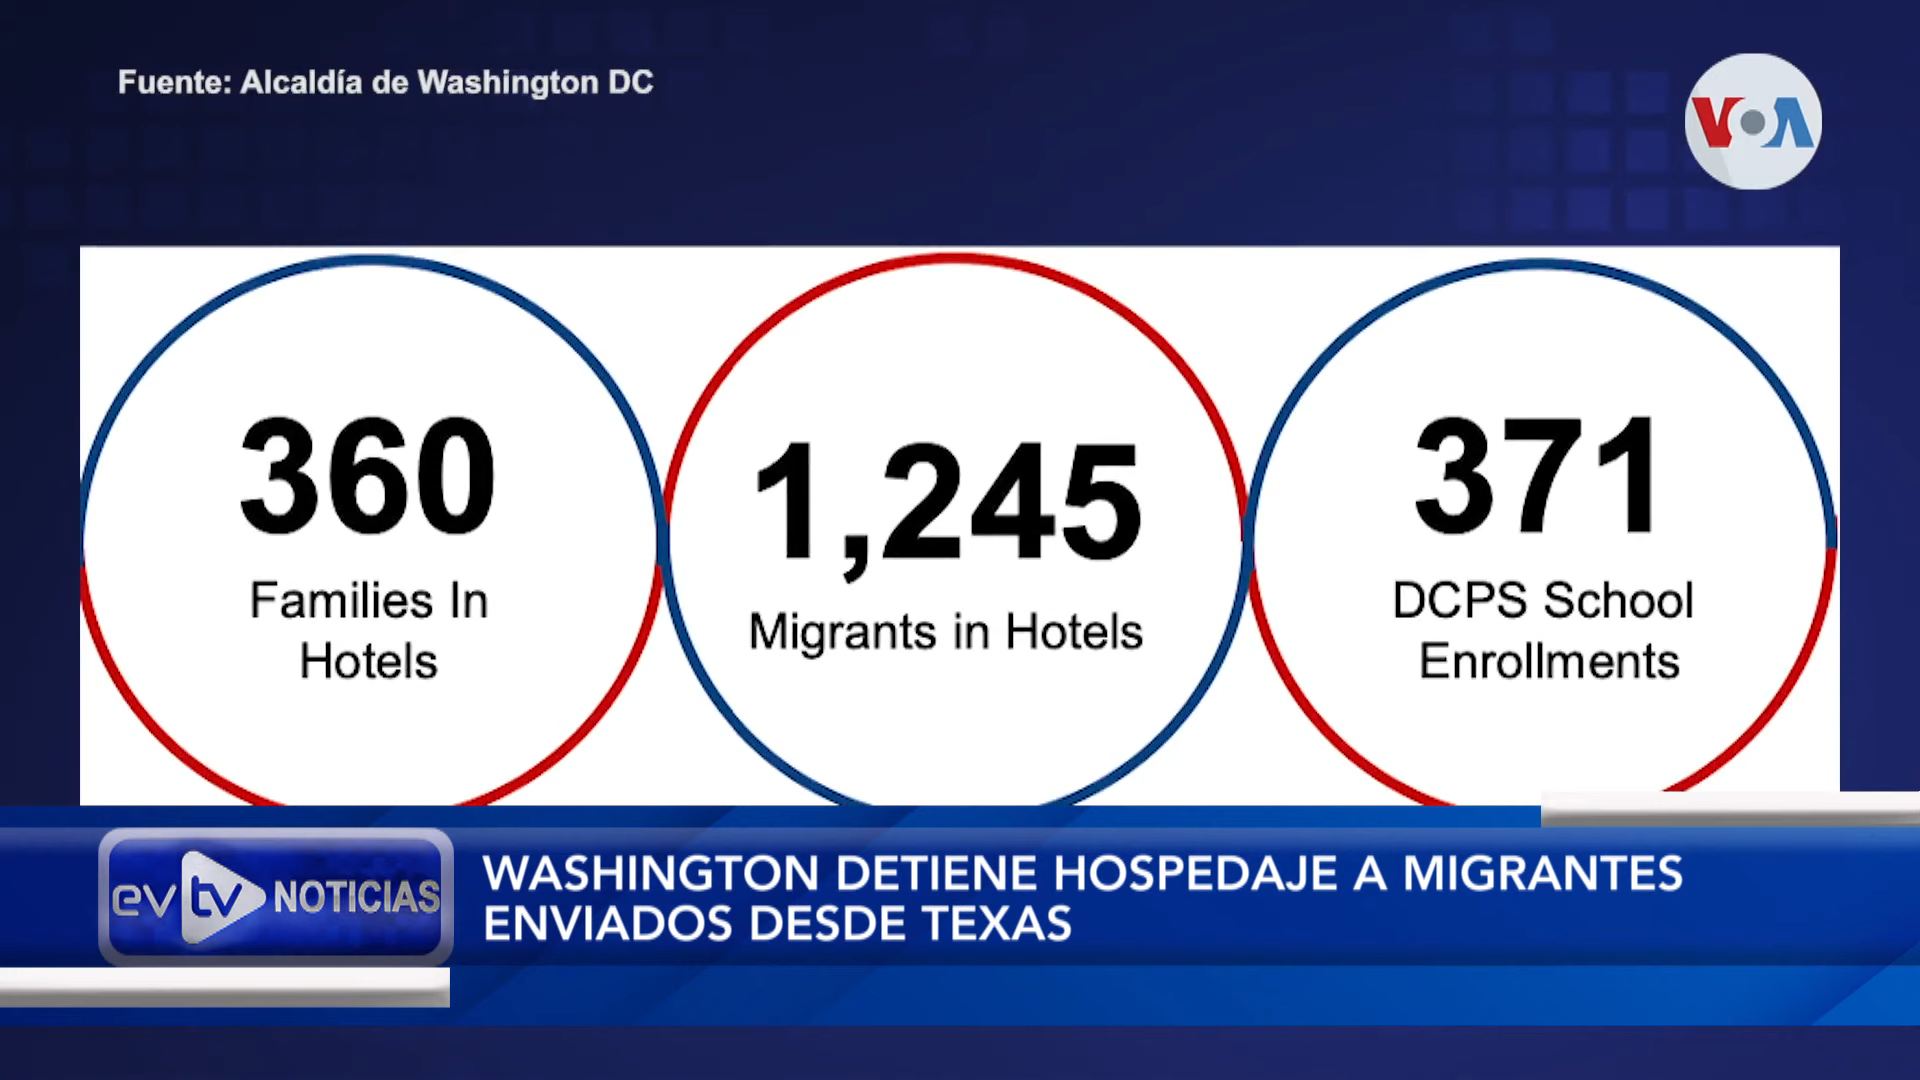 Fuente: Alcaldía de Washington DC
VOA
360
Families In
Hotels
1,245
Migrants in Hotels
371
DCPS School
Enrollments
evtv NOTICIAS
WASHINGTON DETIENE HOSPEDAJE A MIGRANTES
ENVIADOS DESDE TEXAS